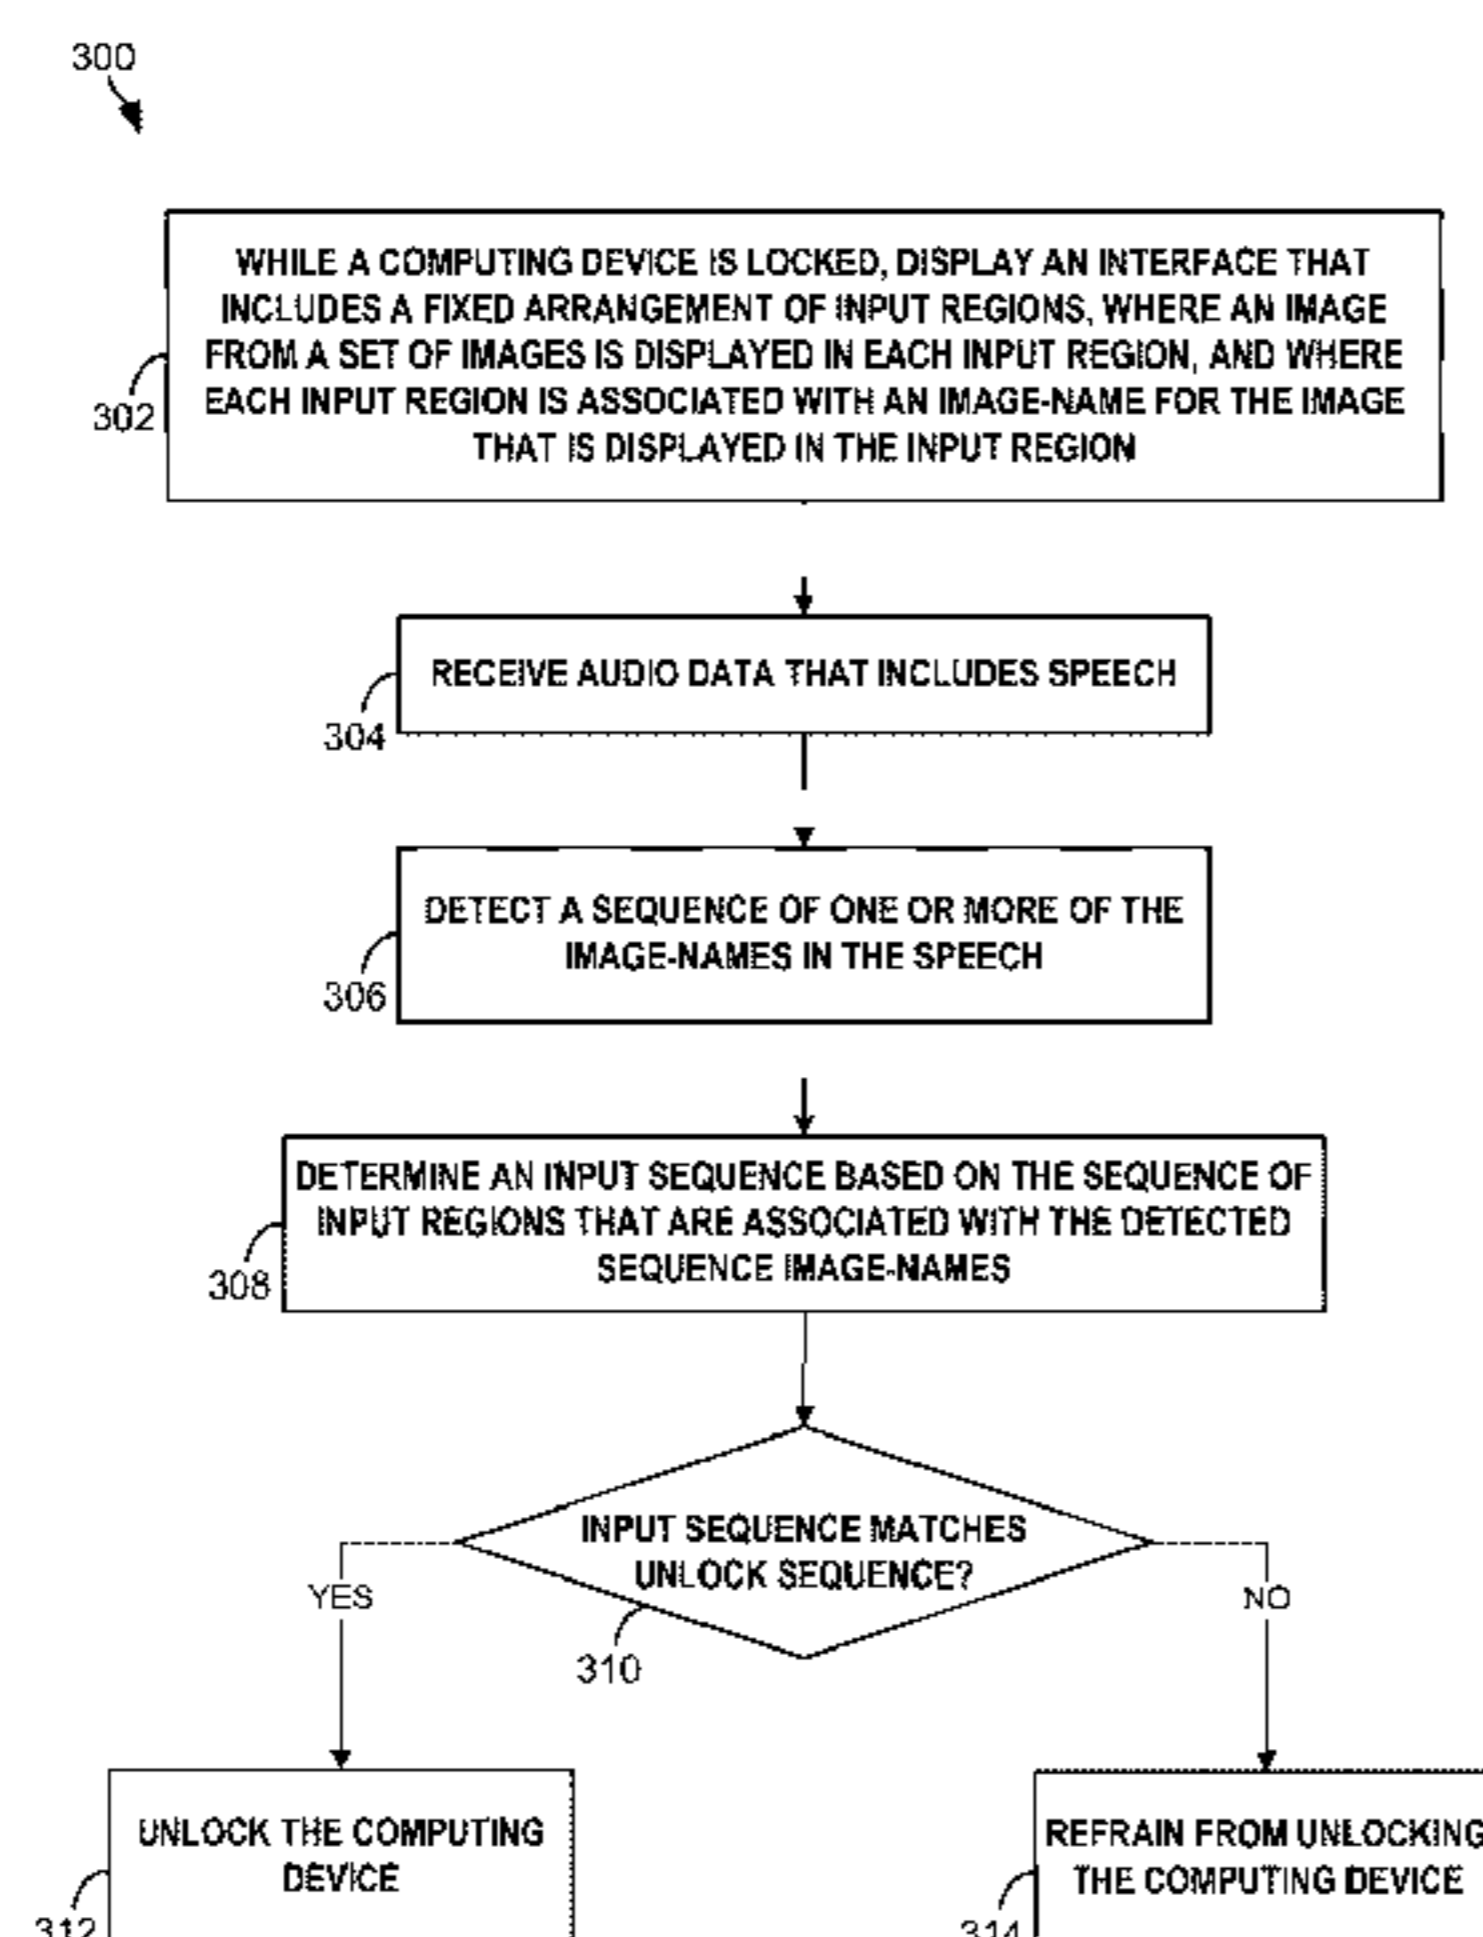 300
WHILE A COMPUTING DEVICE IS LOCKED, DISPLAY AN INTERFACE THAT
INCLUDES A FIXED ARRANGEMENT OF INPUT REGIONS, WHERE AN IMAGE
FROM A SET OF IMAGES IS DISPLAYED IN EACH INPUT REGION, AND WHERE
EACH INPUT REGION IS ASSOCIATED WITH AN IMAGE-NAME FOR THE IMAGE
THAT IS DISPLAYED IN THE INPUT REGION
302
RECEIVE AUDIO DATA THAT INCLUDES SPEECH
304
DETECT A SEQUENCE OF ONE OR MORE OF THE
IMAGE-NAMES IN THE SPEECH
306
DETERMINE AN INPUT SEQUENCE BASED ON THE SEQUENCE OF
INPUT REGIONS THAT ARE ASSOCIATED WITH THE DETECTED
SEQUENCE IMAGE-NAMES
308
INPUT SEQUENCE MATCHES
UNLOCK SEQUENCE?
310
YES
NO
UNLOCK THE COMPUTING
DEVICE
312
REFRAIN FROM UNLOCKING
THE COMPUTING DEVICE
314